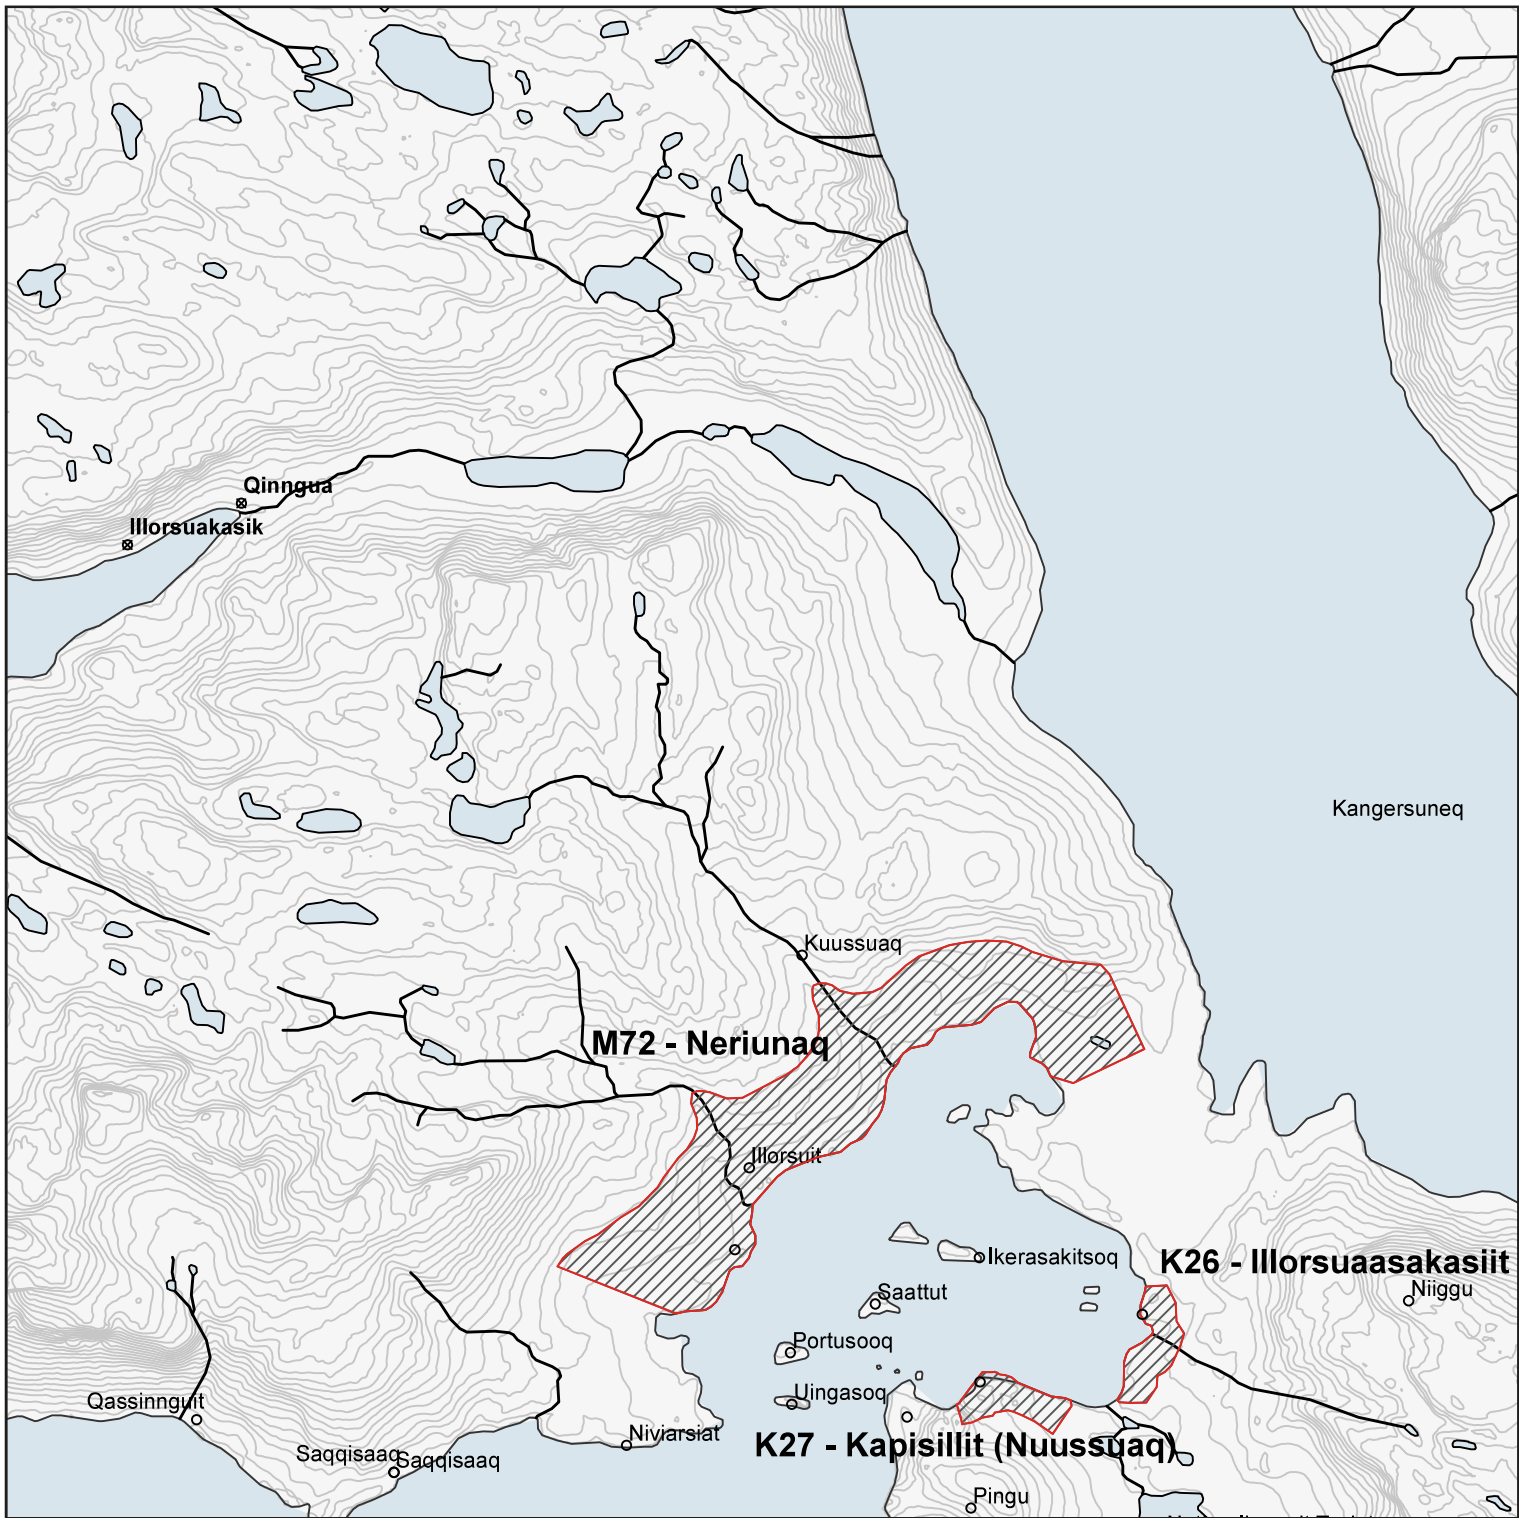 Qinngua
Illorsuakasik
Kangersuneq
Kuussuaq
M72 - Neriunaq
Illorsuit
Ikerasakitsoq
K26 - Illorsuaasakasiit
Niiggu
Saattut
Portusooq
Uingasoq
Qassinnguit
Niviarsiat
K27 - Kapisillit (Nuussuaq)
Saqqisaaq
Saqqisaaq
Pingu